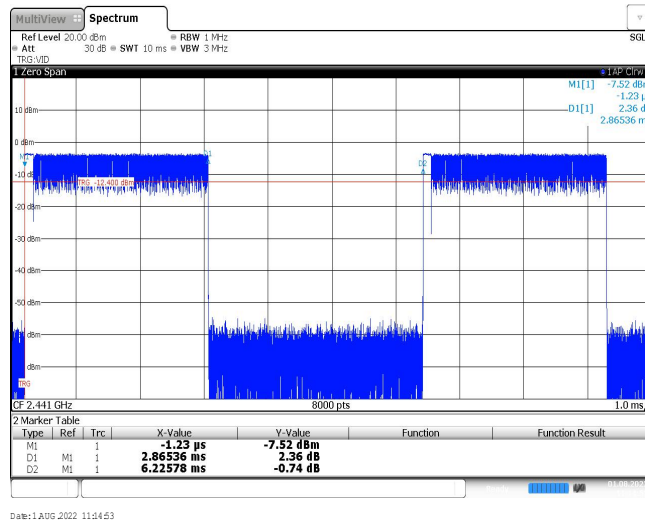 MultiView Spectrum
Ref Level 20.00 dBm RBW 1 MHz SGL
Att 30 dB SWT 10 ms VBW 3 MHz
TRG:VID
1 Zero Span 1AP Clrw
M1[1] -7.52 dBm
-1.23 µ
10 dBm
D1[1] 2.36 d
2.86536 m
0 dBm
M1 D1 D2
-10 d
TRG -12.400 dBm
-20 dBm
-30 dBm
-40 dBm
-50 dBm
dBm
dBm
TRG
CF 2.441 GHz 8000 pts 1.0 ms/
2 Marker Table
Type Ref Trc X-Value Y-Value Function Function Result
M1 1 -1.23 µs -7.52 dBm
D1 M1 1 2.86536 ms 2.36 dB
D2 M1 1 6.22578 ms -0.74 dB
Date: 1.AUG.2022 11:14:53